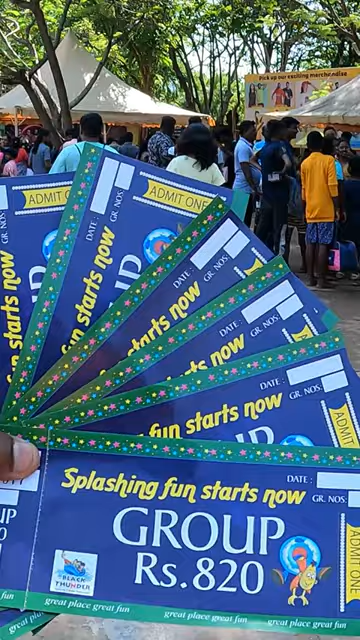 Pick up our exciting merchandise
ADMIT ONE
GR. NOS:
fun starts now
ADMIT ONE
DATE :
GR. NOS:
fun starts now
DATE :
GR. NOS:
starts now
DATE :
GR. NOS:
starts now
DATE :
GR. NOS:
fun starts now
ADMIT
Splashing fun starts now
DATE :
GR. NOS:
GROUP
Rs.820
ADMIT ONE
BLACK
THUNDER
great place great fun
great place great fun
great place great fun